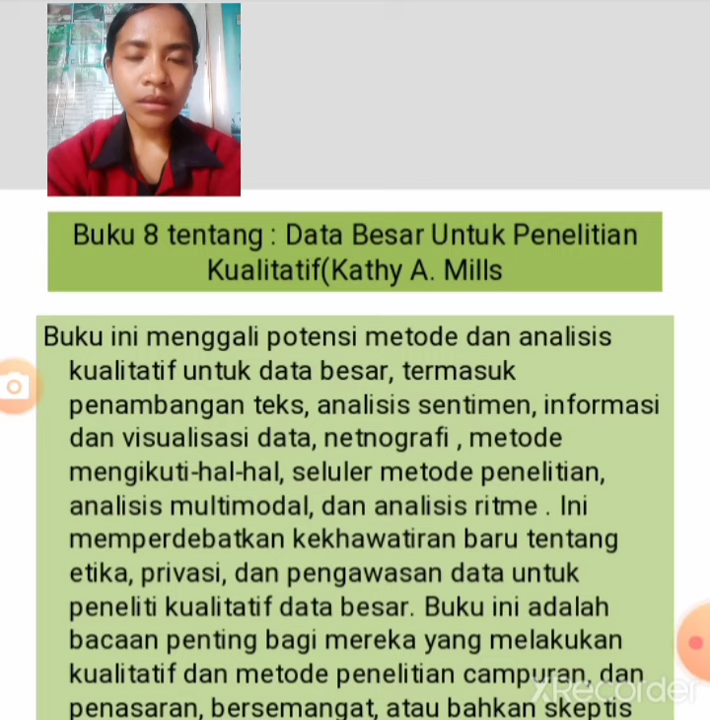 Buku 8 tentang : Data Besar Untuk Penelitian
Kualitatif(Kathy A. Mills
Buku ini menggali potensi metode dan analisis
kualitatif untuk data besar, termasuk
penambangan teks, analisis sentimen, informasi
dan visualisasi data, netnografi , metode
mengikuti-hal-hal, seluler metode penelitian,
analisis multimodal, dan analisis ritme . Ini
memperdebatkan kekhawatiran baru tentang
etika, privasi, dan pengawasan data untuk
peneliti kualitatif data besar. Buku ini adalah
bacaan penting bagi mereka yang melakukan
kualitatif dan metode penelitian campuran, dan
penasaran, bersemangat, atau bahkan skeptis
XRecorder